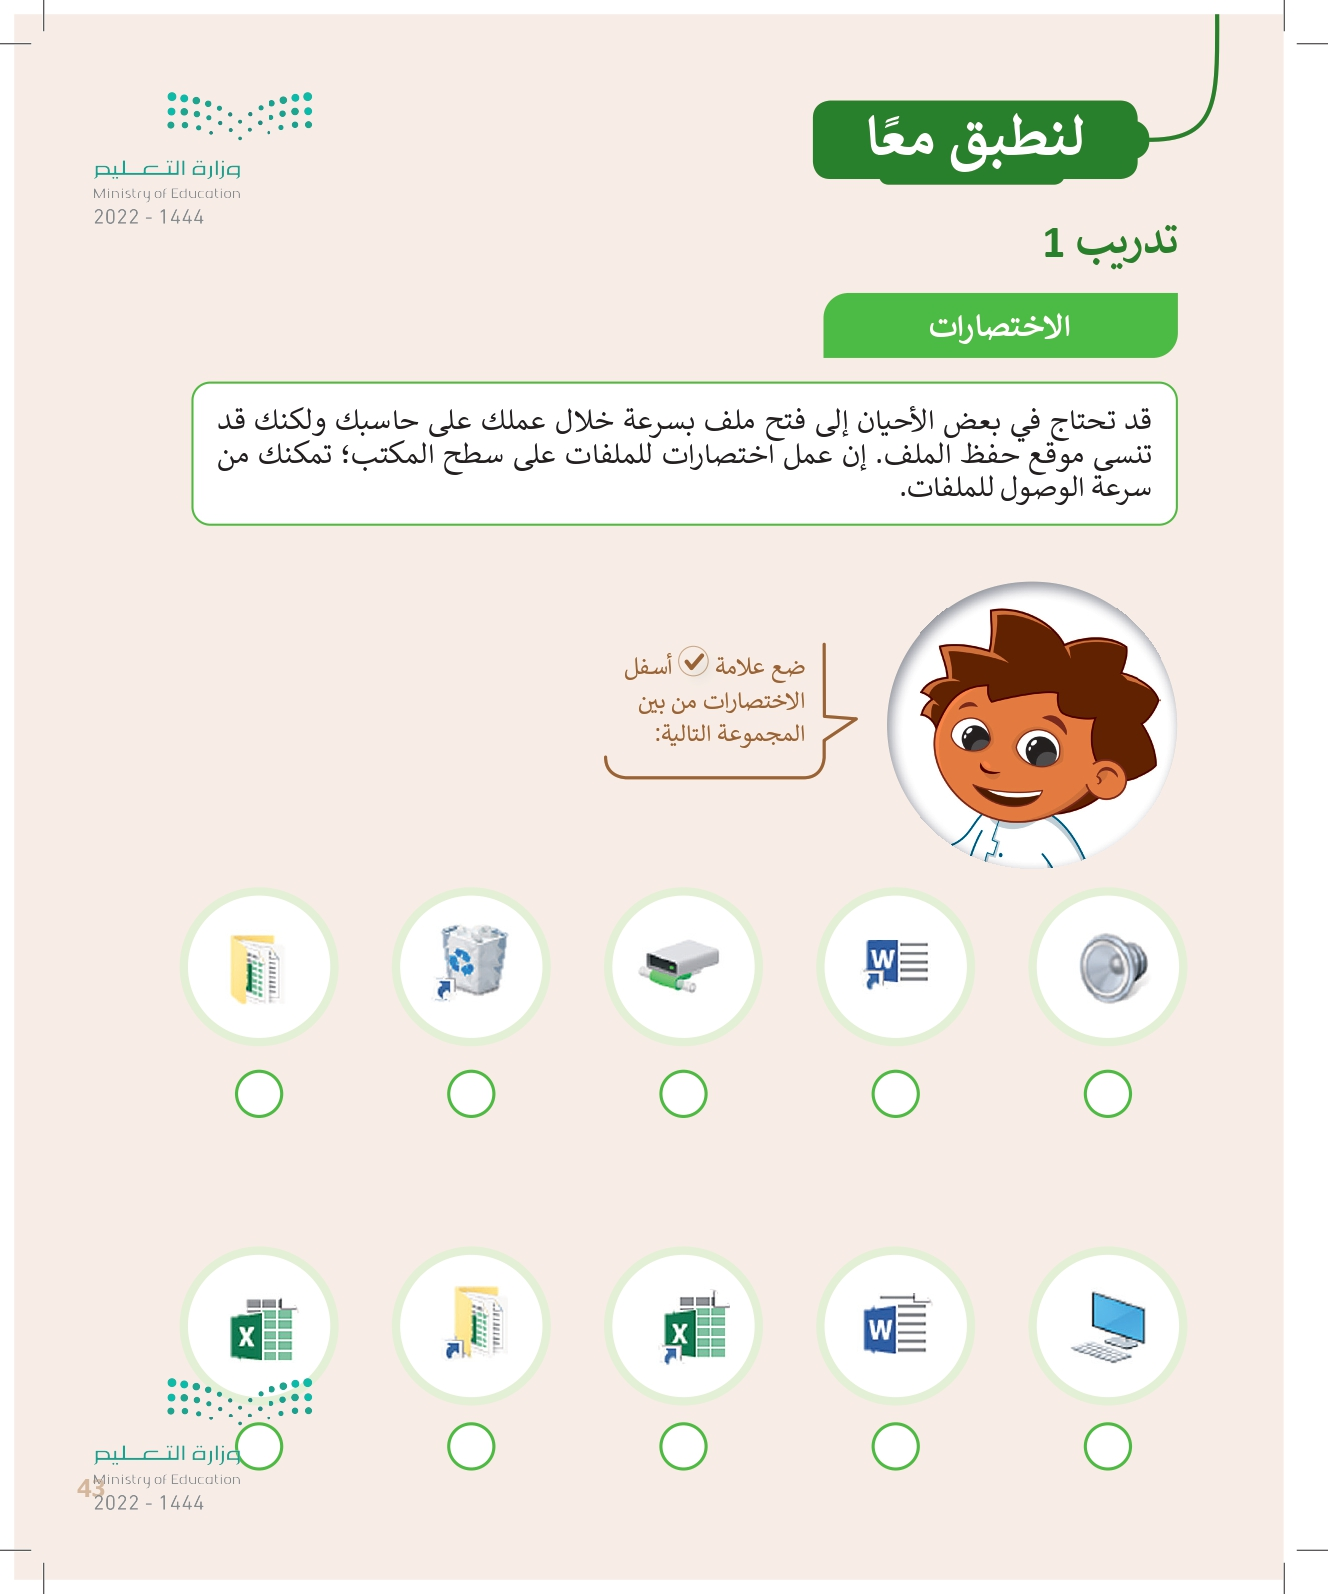 وزارة التعليم
Ministry of Education
2022 - 1444
لنطبق معًا
تدريب 1
الاختصارات
قد تحتاج في بعض الأحيان إلى فتح ملف بسرعة خلال عملك على حاسبك ولكنك قد
تنسى موقع حفظ الملف. إن عمل اختصارات للملفات على سطح المكتب؛ تمكنك من
سرعة الوصول للملفات.
ضع علامة أسفل
الاختصارات من بين
المجموعة التالية:
W
W
X
X
وزارة التعليم
Ministry of Education
2022 - 1444
43